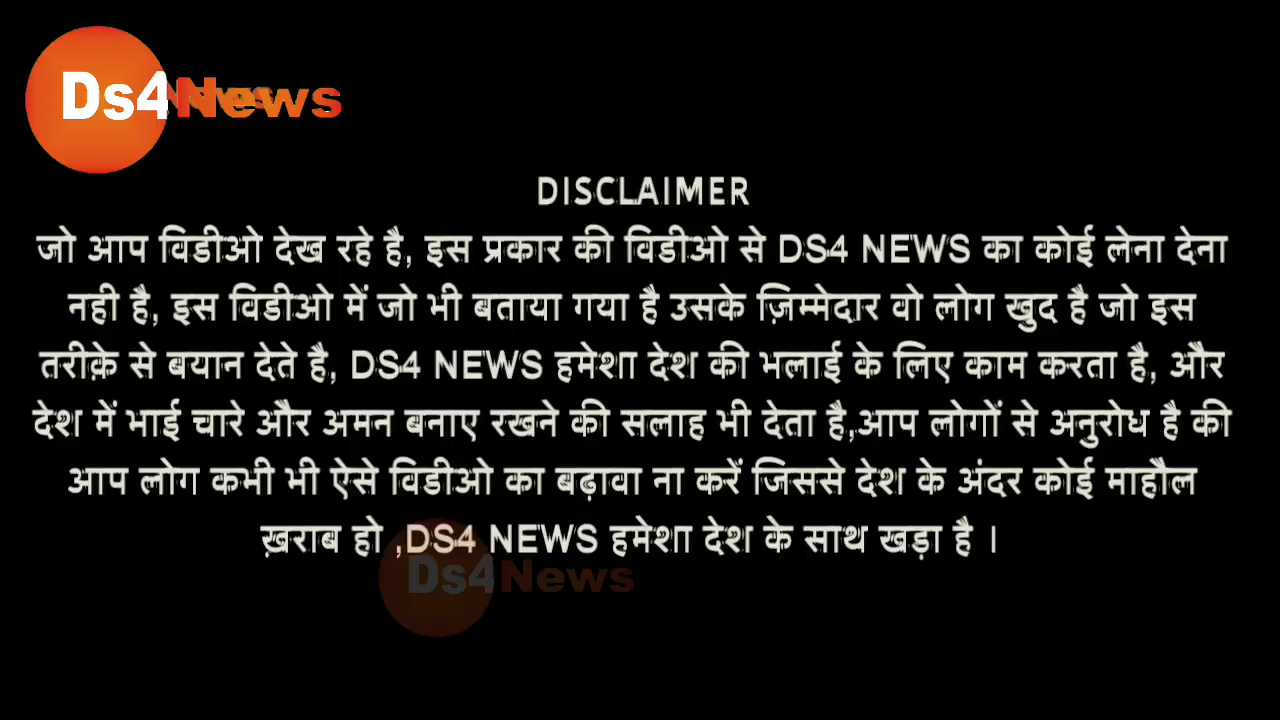 Ds4News
DISCLAIMER
जो आप विडीओ देख रहे है, इस प्रकार की विडीओ से DS4 NEWS का कोई लेना देना
नही है, इस विडीओ में जो भी बताया गया है उसके ज़िम्मेदार वो लोग खुद है जो इस
तरीक़े से बयान देते है, DS4 NEWS हमेशा देश की भलाई के लिए काम करता है, और
देश में भाई चारे और अमन बनाए रखने की सलाह भी देता है,आप लोगों से अनुरोध है की
आप लोग कभी भी ऐसे विडीओ का बढ़ावा ना करें जिससे देश के अंदर कोई माहौल
ख़राब हो ,DS4 NEWS हमेशा देश के साथ खड़ा है ।
Ds4News